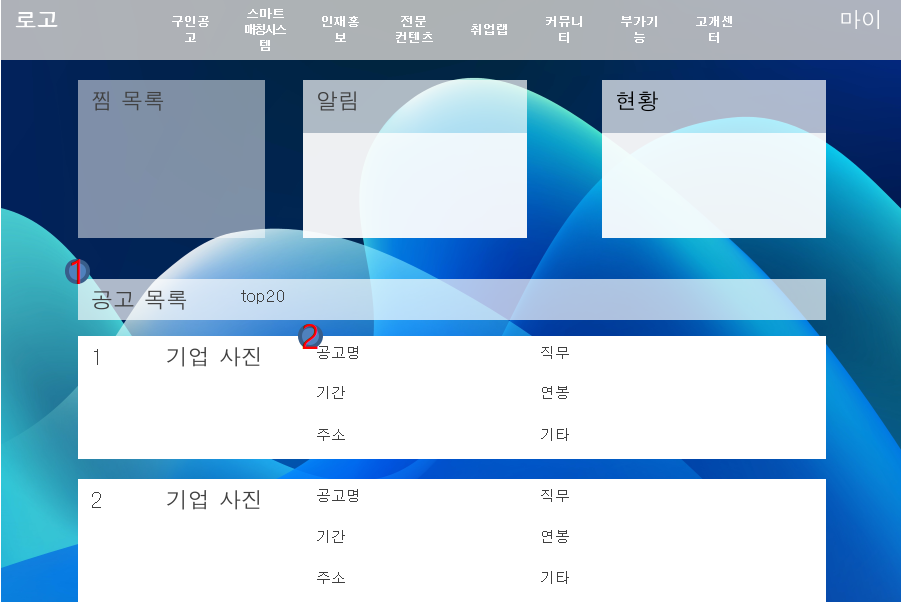 로고
구인공
고
스마트
매칭시스
템
인재홍
보
전문
컨텐츠
취업랩
커뮤니
티
부가기
능
고객센
터
마이
찜 목록
알림
현황
1
공고 목록
top20
2
1
기업 사진
공고명
직무
기간
연봉
주소
기타
2
기업 사진
공고명
직무
기간
연봉
주소
기타